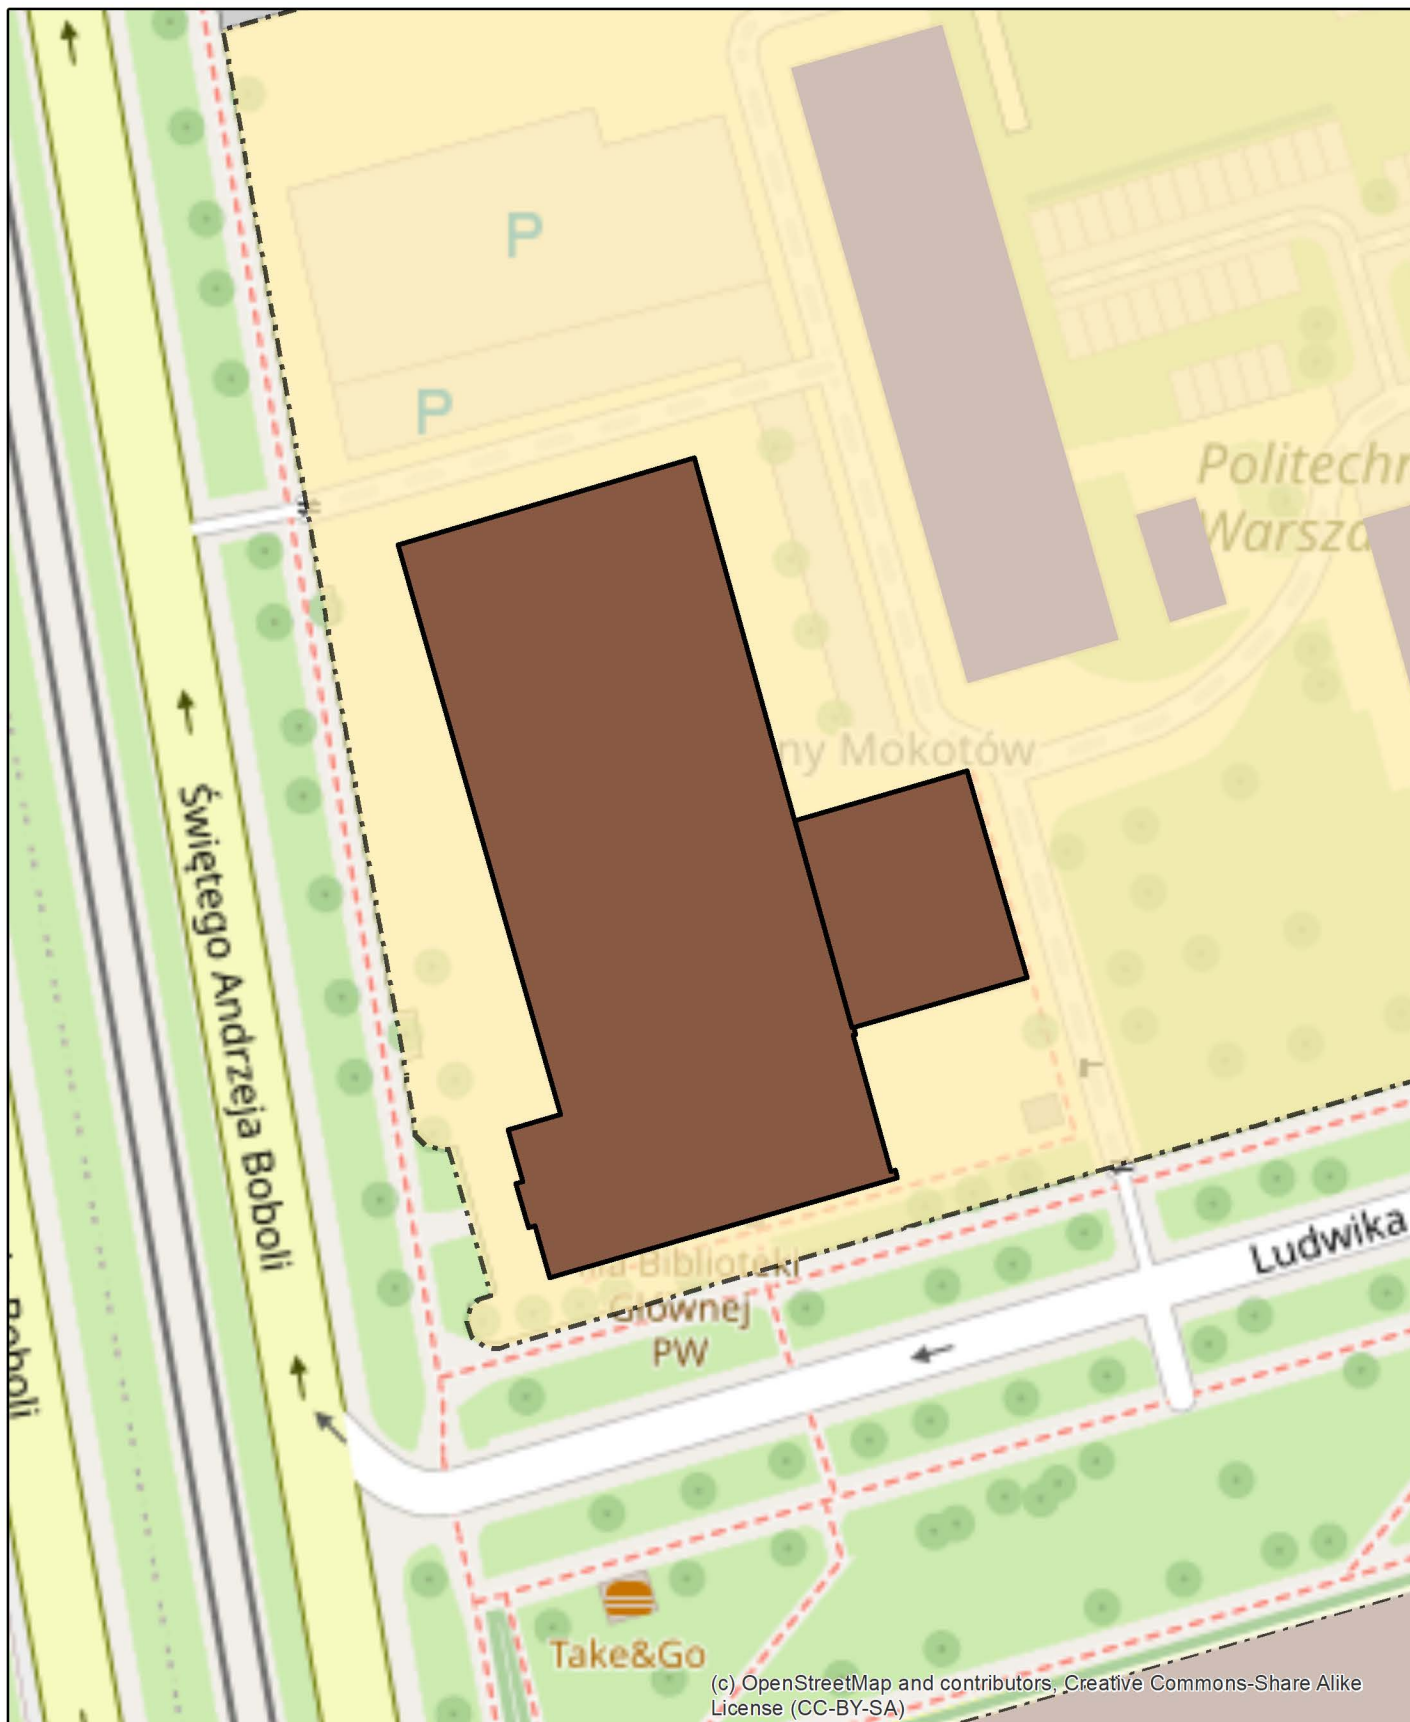 P
P
Politechn
Warsza
ny Mokotów
Świętego Andrzeja Boboli
Boboli
Ludwika
Głównej
PW
Take&Go
(c) OpenStreetMap and contributors, Creative Commons-Share Alike
License (CC-BY-SA)